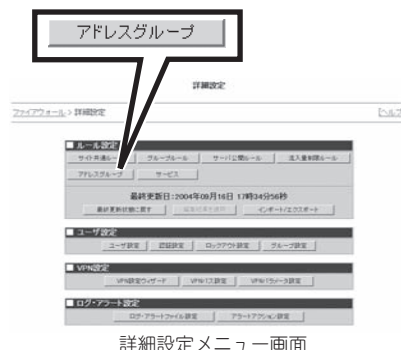 アドレスグループ
詳細設定
ファイアウォール > 詳細設定
[ヘルプ
■ ルール設定
サイト共通ルール グループルール サーバ公開ルール 流入量制限ルール
アドレスグループ サービス
最終更新日:2004年09月16日 17時34分56秒
最終更新状態に戻す 編集結果を適用 インポート/エクスポート
■ ユーザ設定
ユーザ設定 認証設定 ロックアウト設定 グループ設定
■ VPN設定
VPN設定ウィザード VPNパス設定 VPNパラメータ設定
■ ログ・アラート設定
ログ・アラートファイル設定 アラートアクション設定
詳細設定メニュー画面